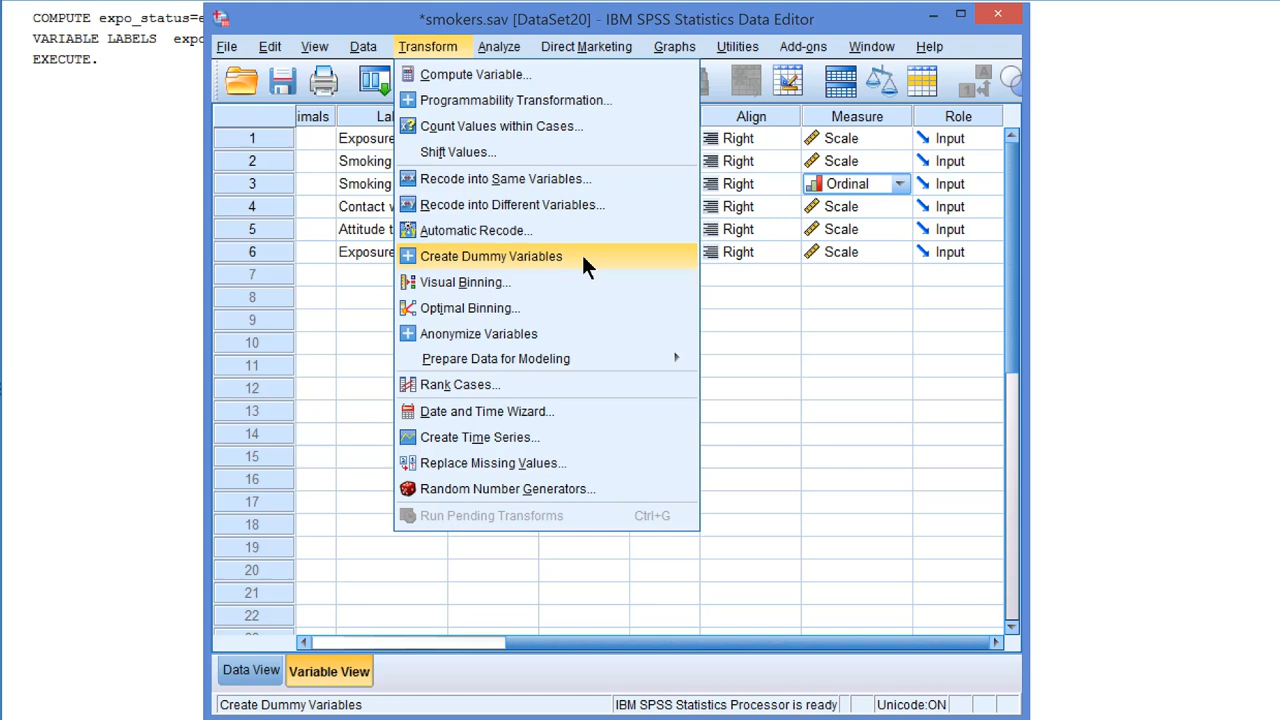 COMPUTE expo_status=e
VARIABLE LABELS expo
EXECUTE.
*smokers.sav [DataSet20] - IBM SPSS Statistics Data Editor
File Edit View Data Transform Analyze Direct Marketing Graphs Utilities Add-ons Window Help
Compute Variable...
Programmability Transformation...
Count Values within Cases...
Shift Values...
Recode into Same Variables...
Recode into Different Variables...
Automatic Recode...
Create Dummy Variables
Visual Binning...
Optimal Binning...
Anonymize Variables
Prepare Data for Modeling
Rank Cases...
Date and Time Wizard...
Create Time Series...
Replace Missing Values...
Random Number Generators...
Run Pending Transforms Ctrl+G
imals La Align Measure Role
1 Exposure Right Scale Input
2 Smoking Right Scale Input
3 Smoking Right Ordinal Input
4 Contact w Right Scale Input
5 Attitude t Right Scale Input
6 Exposure Right Scale Input
7
8
9
10
11
12
13
14
15
16
17
18
19
20
21
22
Data View Variable View
Create Dummy Variables IBM SPSS Statistics Processor is ready Unicode:ON